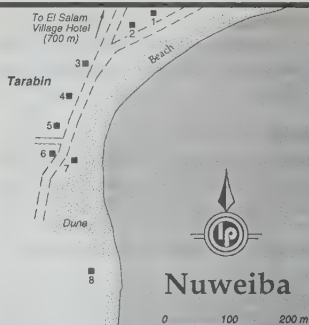 To El Salam
Village Hotel
(700 m)
1
2
Beach
3
Tarabin
4
5
6
7
Dune
lp
8
Nuweiba
0 100 200 m